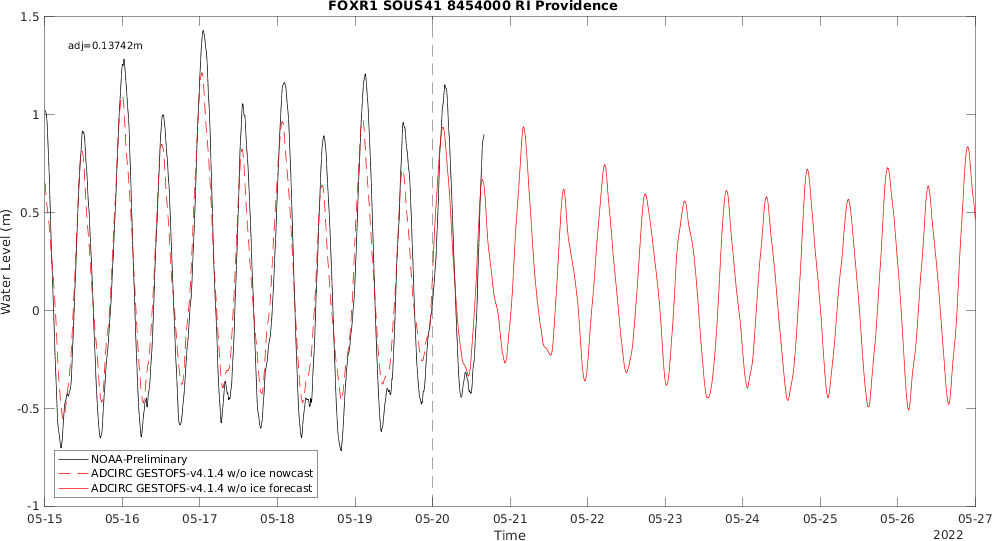 FOXR1 SOUS41 8454000 RI Providence
1.5
adj=0.13742m
1
0.5
Water Level (m)
0
-0.5
NOAA-Preliminary
ADCIRC GESTOFS-v4.1.4 w/o ice nowcast
ADCIRC GESTOFS-v4.1.4 w/o ice forecast
-1
05-15 05-16 05-17 05-18 05-19 05-20 05-21 05-22 05-23 05-24 05-25 05-26 05-27
Time
2022